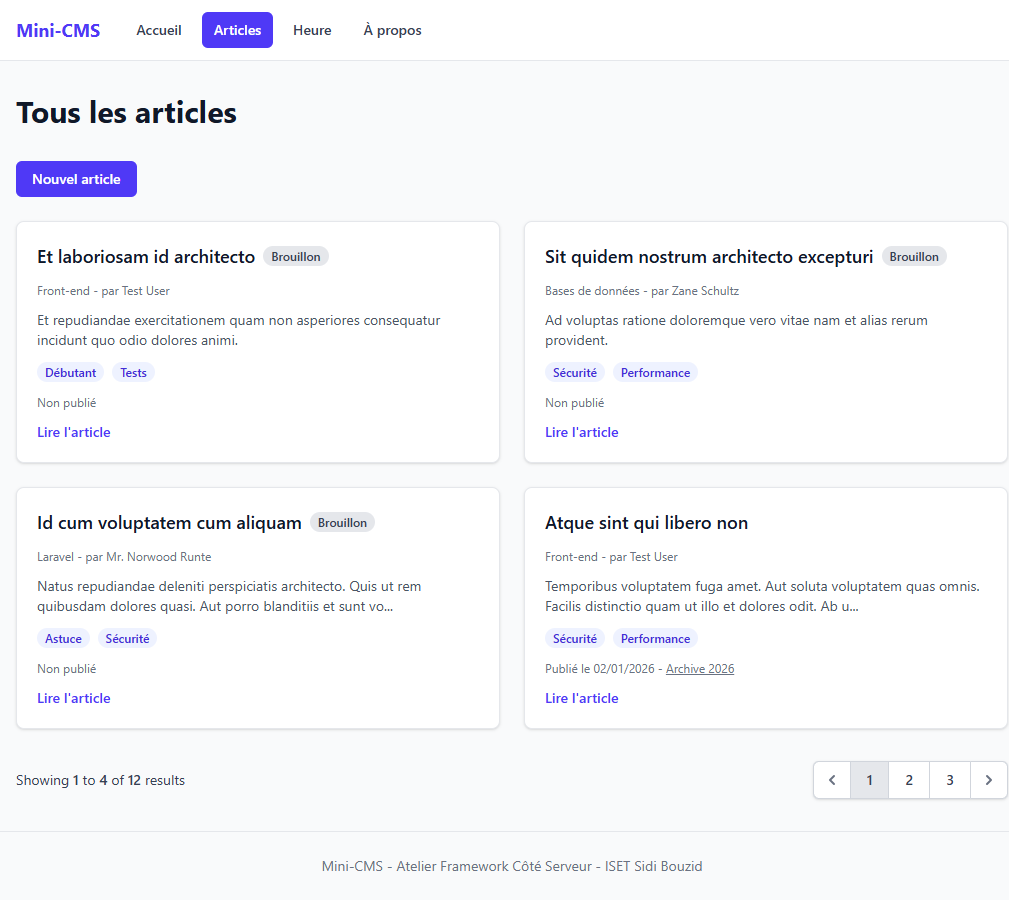 Mini-CMS Accueil Articles Heure À propos
Tous les articles
Nouvel article
Et laboriosam id architecto Brouillon
Front-end - par Test User
Et repudiandae exercitationem quam non asperiores consequatur
incidunt quo odio dolores animi.
Débutant Tests
Non publié
Lire l'article
Sit quidem nostrum architecto excepturi Brouillon
Bases de données - par Zane Schultz
Ad voluptas ratione doloremque vero vitae nam et alias rerum
provident.
Sécurité Performance
Non publié
Lire l'article
Id cum voluptatem cum aliquam Brouillon
Laravel - par Mr. Norwood Runte
Natus repudiandae deleniti perspiciatis architecto. Quis ut rem
quibusdam dolores quasi. Aut porro blanditiis et sunt vo...
Astuce Sécurité
Non publié
Lire l'article
Atque sint qui libero non
Front-end - par Test User
Temporibus voluptatem fuga amet. Aut soluta voluptatem quas omnis.
Facilis distinctio quam ut illo et dolores odit. Ab u...
Sécurité Performance
Publié le 02/01/2026 - Archive 2026
Lire l'article
Showing 1 to 4 of 12 results
1 2 3
Mini-CMS - Atelier Framework Côté Serveur - ISET Sidi Bouzid